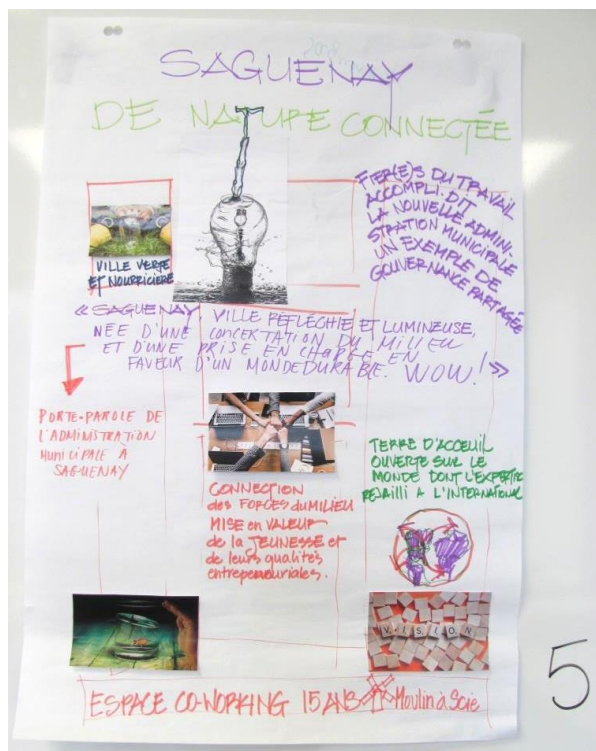 SAGUENAY
DE NATURE CONNECTÉE
VILLE VERTE
ET NOURRICIÈRE
FIER(E)S DU TRAVAIL
ACCOMPLI. DIT
LA NOUVELLE ADMINI-
STRATION MUNICIPALE
UN EXEMPLE DE
GOUVERNANCE PARTAGÉE
« SAGUENAY VILLE RÉFLÉCHIE ET LUMINEUSE,
NÉE D'UNE CONCERTATION DU MILIEU
ET D'UNE PRISE EN CHARGE EN
FAVEUR D'UN MONDE DURABLE. WOW! »
PORTE-PAROLE DE
L'ADMINISTRATION
MUNICIPALE À
SAGUENAY
CONNECTION
des FORCES du MILIEU
MISE en VALEUR
de la JEUNESSE et
de leurs qualités
entrepreneuriales.
TERRE D'ACCEUIL
OUVERTE SUR LE
MONDE DONT L'EXPERTISE
REJAILLI A L'INTERNATIONAL
VISION
ESPACE CO-WORKING 15 ANS Moulin à Scie
5